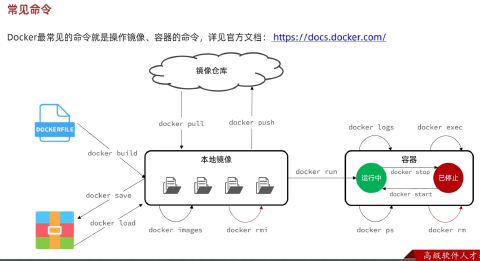 常见命令
Docker最常见的命令就是操作镜像、容器的命令，详见官方文档： https://docs.docker.com/
镜像仓库
DOCKERFILE
docker pull
docker push
docker logs
docker exec
docker build
本地镜像
容器
docker run
运行中
docker stop
已停止
docker start
docker save
docker load
docker images
docker rmi
docker ps
docker rm
高级软件人才